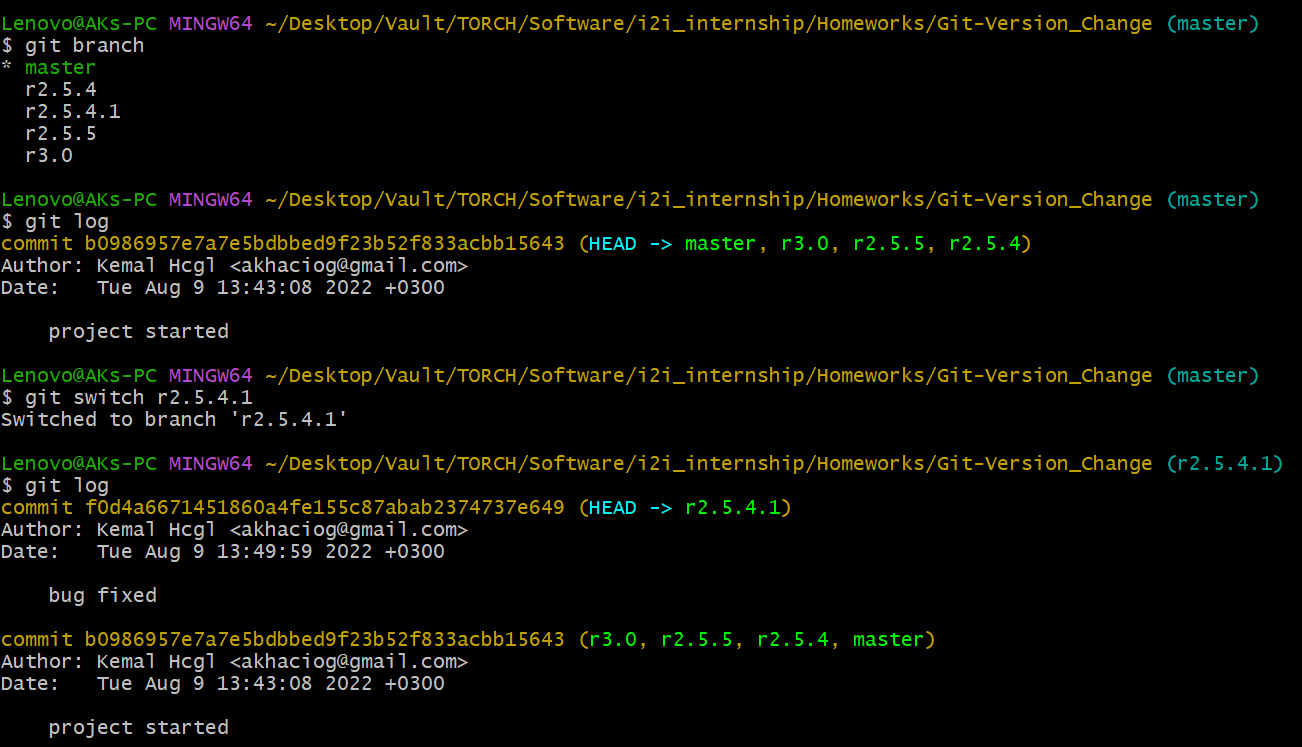 Lenovo@AKs-PC MINGW64 ~/Desktop/Vault/TORCH/Software/i2i_internship/Homeworks/Git-Version_Change (master)
$ git branch
* master
  r2.5.4
  r2.5.4.1
  r2.5.5
  r3.0

Lenovo@AKs-PC MINGW64 ~/Desktop/Vault/TORCH/Software/i2i_internship/Homeworks/Git-Version_Change (master)
$ git log
commit b0986957e7a7e5bdbbed9f23b52f833acbb15643 (HEAD -> master, r3.0, r2.5.5, r2.5.4)
Author: Kemal Hcgl <akhaciog@gmail.com>
Date:   Tue Aug 9 13:43:08 2022 +0300

    project started

Lenovo@AKs-PC MINGW64 ~/Desktop/Vault/TORCH/Software/i2i_internship/Homeworks/Git-Version_Change (master)
$ git switch r2.5.4.1
Switched to branch 'r2.5.4.1'

Lenovo@AKs-PC MINGW64 ~/Desktop/Vault/TORCH/Software/i2i_internship/Homeworks/Git-Version_Change (r2.5.4.1)
$ git log
commit f0d4a6671451860a4fe155c87abab2374737e649 (HEAD -> r2.5.4.1)
Author: Kemal Hcgl <akhaciog@gmail.com>
Date:   Tue Aug 9 13:49:59 2022 +0300

    bug fixed

commit b0986957e7a7e5bdbbed9f23b52f833acbb15643 (r3.0, r2.5.5, r2.5.4, master)
Author: Kemal Hcgl <akhaciog@gmail.com>
Date:   Tue Aug 9 13:43:08 2022 +0300

    project started